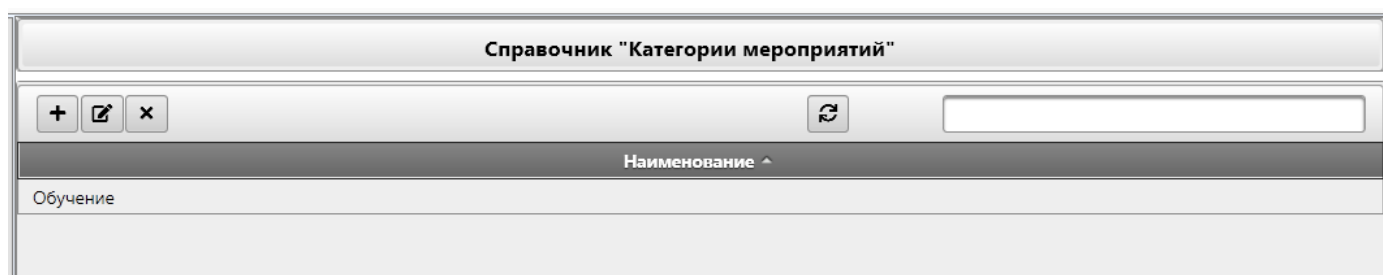 Справочник "Категории мероприятий"
Наименование
Обучение